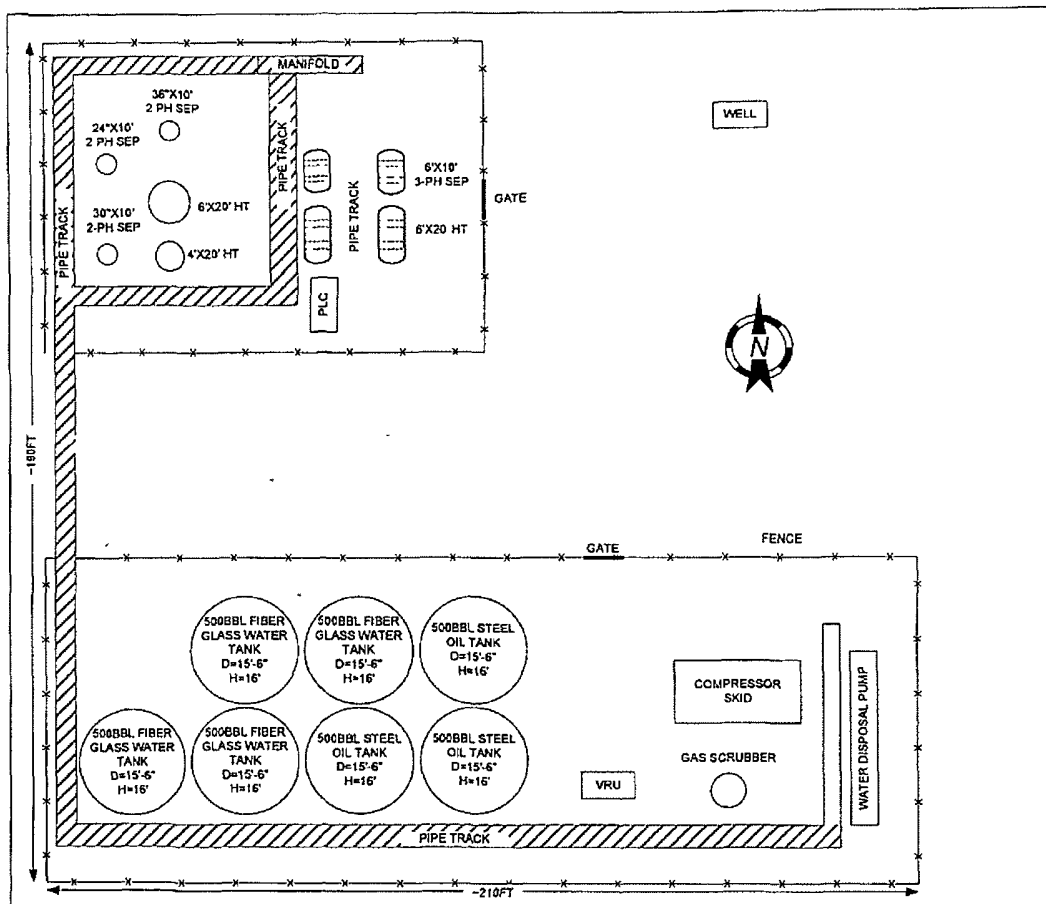 MANIFOLD
36"X10'
2 PH SEP
24"X10'
2 PH SEP
WELL
PIPE TRACK
PIPE TRACK
PIPE TRACK
6'X10'
3-PH SEP
GATE
6'X20' HT
30"X10'
2-PH SEP
6'X20 HT
4'X20' HT
PLC
N
~190FT
GATE
FENCE
500BBL FIBER
GLASS WATER
TANK
D=15'-6"
H=16'
500BBL FIBER
GLASS WATER
TANK
D=15'-6"
H=16'
500BBL STEEL
OIL TANK
D=15'-6"
H=16'
COMPRESSOR
SKID
WATER DISPOSAL PUMP
500BBL FIBER
GLASS WATER
TANK
D=15'-6"
H=16'
500BBL FIBER
GLASS WATER
TANK
D=15'-6"
H=16'
500BBL STEEL
OIL TANK
D=15'-6"
H=16'
500BBL STEEL
OIL TANK
D=15'-6"
H=16'
GAS SCRUBBER
VRU
PIPE TRACK
~210FT